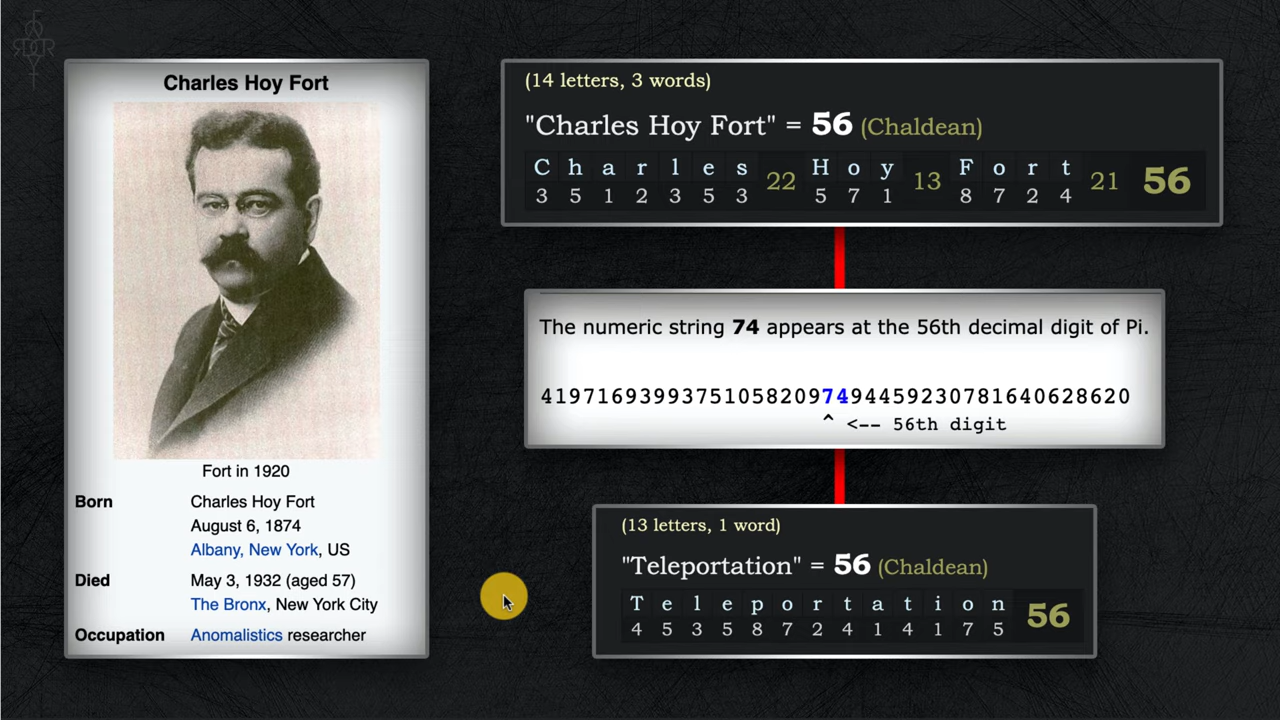 Charles Hoy Fort
Fort in 1920
Born Charles Hoy Fort
August 6, 1874
Albany, New York, US
Died May 3, 1932 (aged 57)
The Bronx, New York City
Occupation Anomalistics researcher
(14 letters, 3 words)
"Charles Hoy Fort" = 56 (Chaldean)
C h a r l e s 22 H o y 13 F o r t 21 56
3 5 1 2 3 5 3 5 7 1 8 7 2 4
The numeric string 74 appears at the 56th decimal digit of Pi.
41971693993751058209749445923078164062862​0
^ <-- 56th digit
(13 letters, 1 word)
"Teleportation" = 56 (Chaldean)
T e l e p o r t a t i o n 56
4 5 3 5 8 7 2 4 1 4 1 7 5